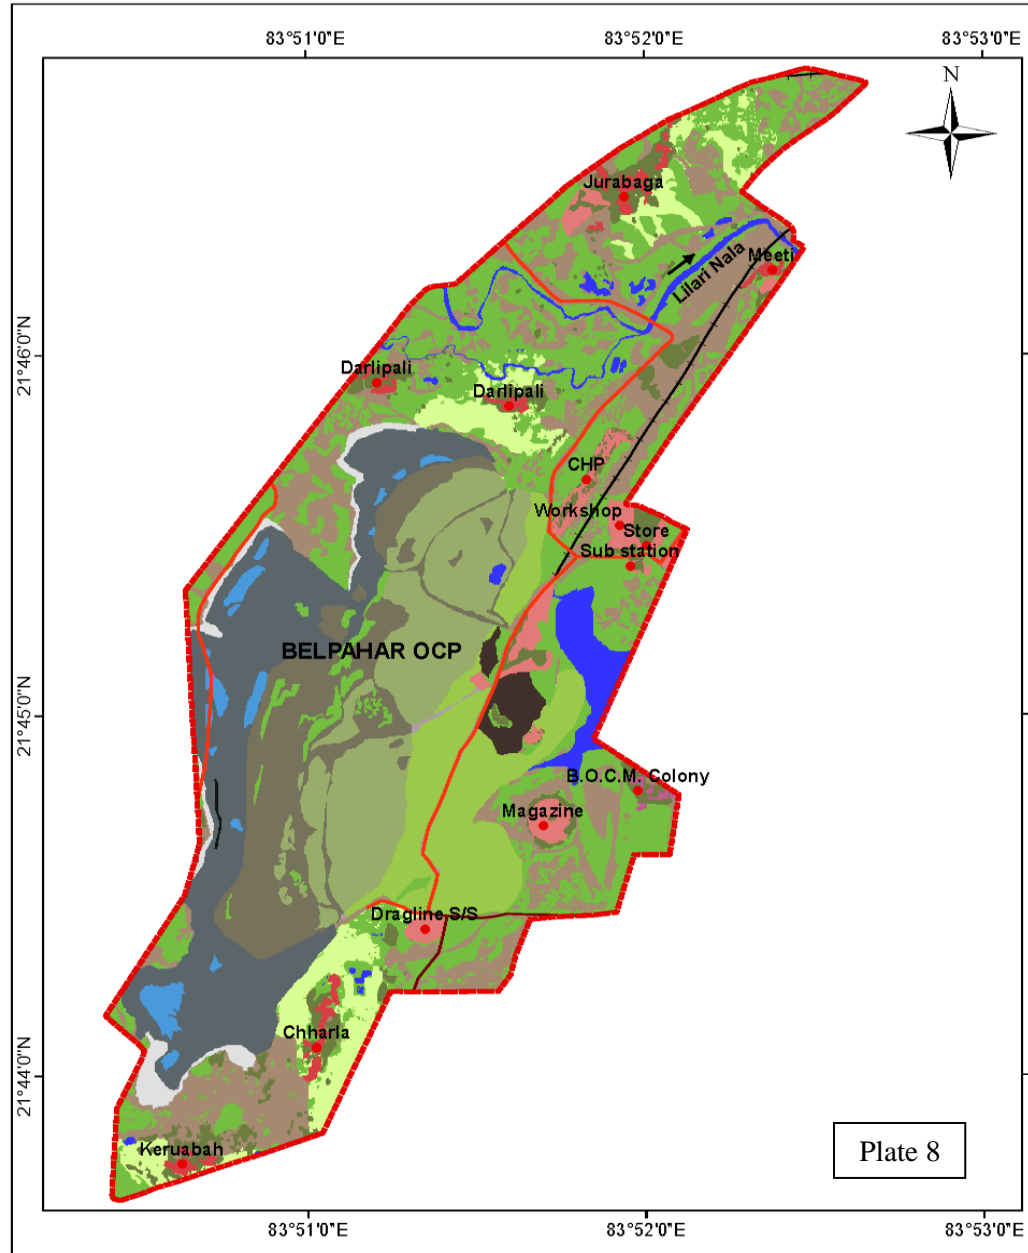 83°51'0"E
83°52'0"E
83°53'0"E
N
Jurabaga
Meeti
Lilari Nala
21°46'0"N
Darlipali
Darlipali
CHP
Workshop
Store
Sub station
BELPAHAR OCP
21°45'0"N
B.O.C.M. Colony
Magazine
Dragline S/S
Chharla
21°44'0"N
Keruabah
Plate 8
83°51'0"E
83°52'0"E
83°53'0"E